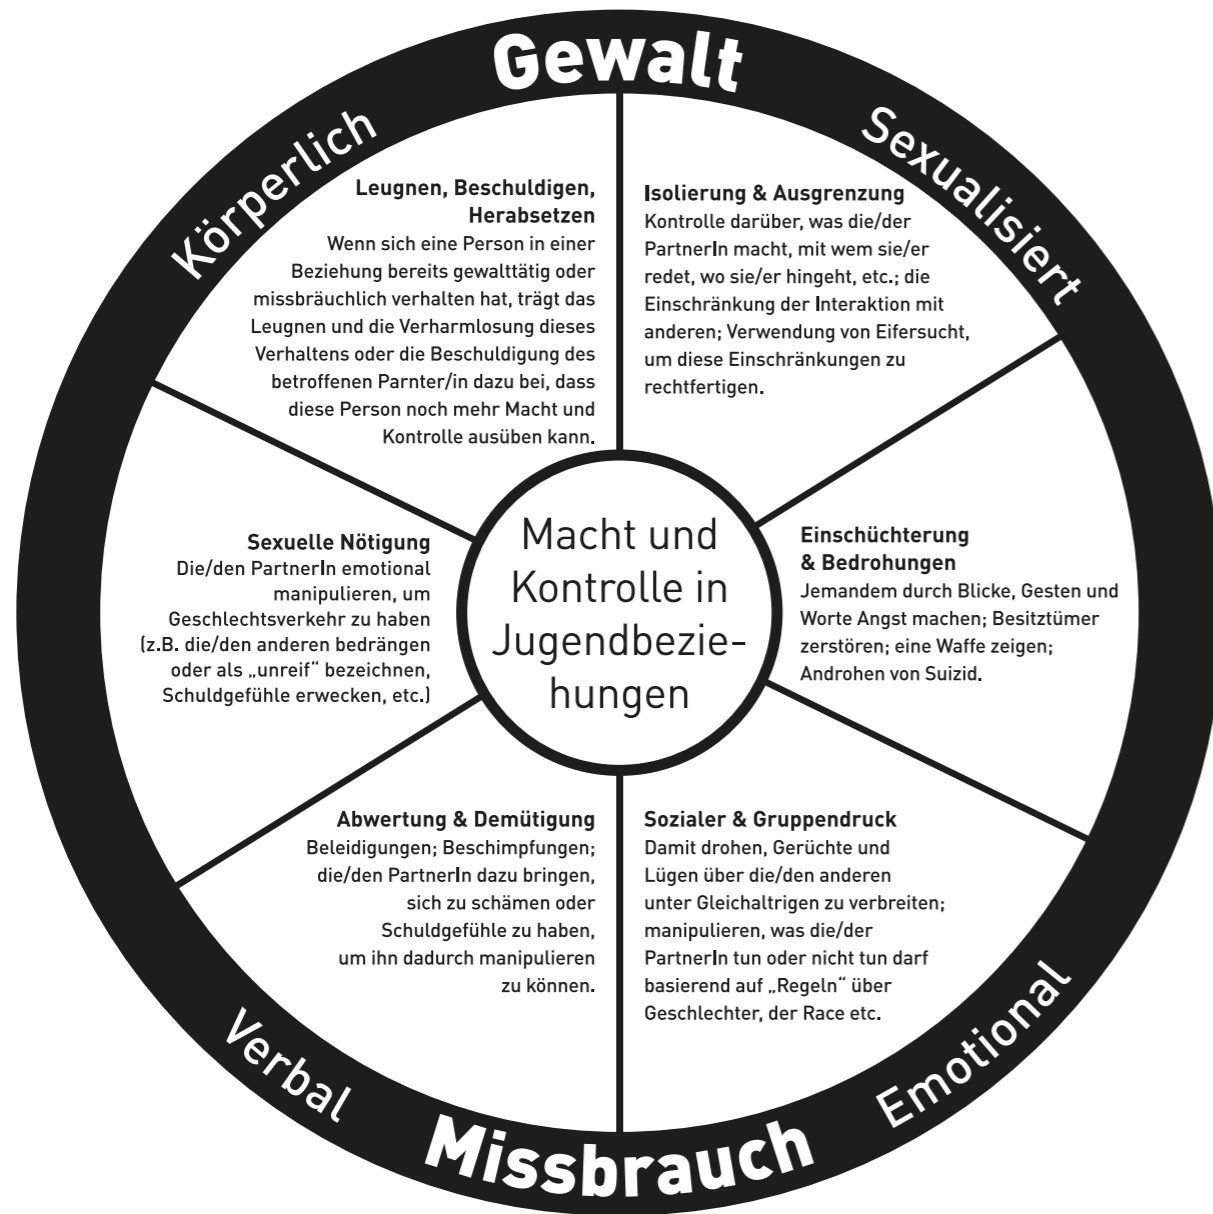 Gewalt
Körperlich
Sexualisiert
Leugnen, Beschuldigen,
Herabsetzen
Wenn sich eine Person in einer
Beziehung bereits gewalttätig oder
missbräuchlich verhalten hat, trägt das
Leugnen und die Verharmlosung dieses
Verhaltens oder die Beschuldigung des
betroffenen Parnter/in dazu bei, dass
diese Person noch mehr Macht und
Kontrolle ausüben kann.
Isolierung & Ausgrenzung
Kontrolle darüber, was die/der
PartnerIn macht, mit wem sie/er
redet, wo sie/er hingeht, etc.; die
Einschränkung der Interaktion mit
anderen; Verwendung von Eifersucht,
um diese Einschränkungen zu
rechtfertigen.
Sexuelle Nötigung
Die/den PartnerIn emotional
manipulieren, um
Geschlechtsverkehr zu haben
(z.B. die/den anderen bedrängen
oder als „unreif“ bezeichnen,
Schuldgefühle erwecken, etc.)
Macht und
Kontrolle in
Jugendbezie-
hungen
Einschüchterung
& Bedrohungen
Jemandem durch Blicke, Gesten und
Worte Angst machen; Besitztümer
zerstören; eine Waffe zeigen;
Androhen von Suizid.
Abwertung & Demütigung
Beleidigungen; Beschimpfungen;
die/den PartnerIn dazu bringen,
sich zu schämen oder
Schuldgefühle zu haben,
um ihn dadurch manipulieren
zu können.
Sozialer & Gruppendruck
Damit drohen, Gerüchte und
Lügen über die/den anderen
unter Gleichaltrigen zu verbreiten;
manipulieren, was die/der
PartnerIn tun oder nicht tun darf
basierend auf „Regeln“ über
Geschlechter, der Race etc.
Verbal
Emotional
Missbrauch